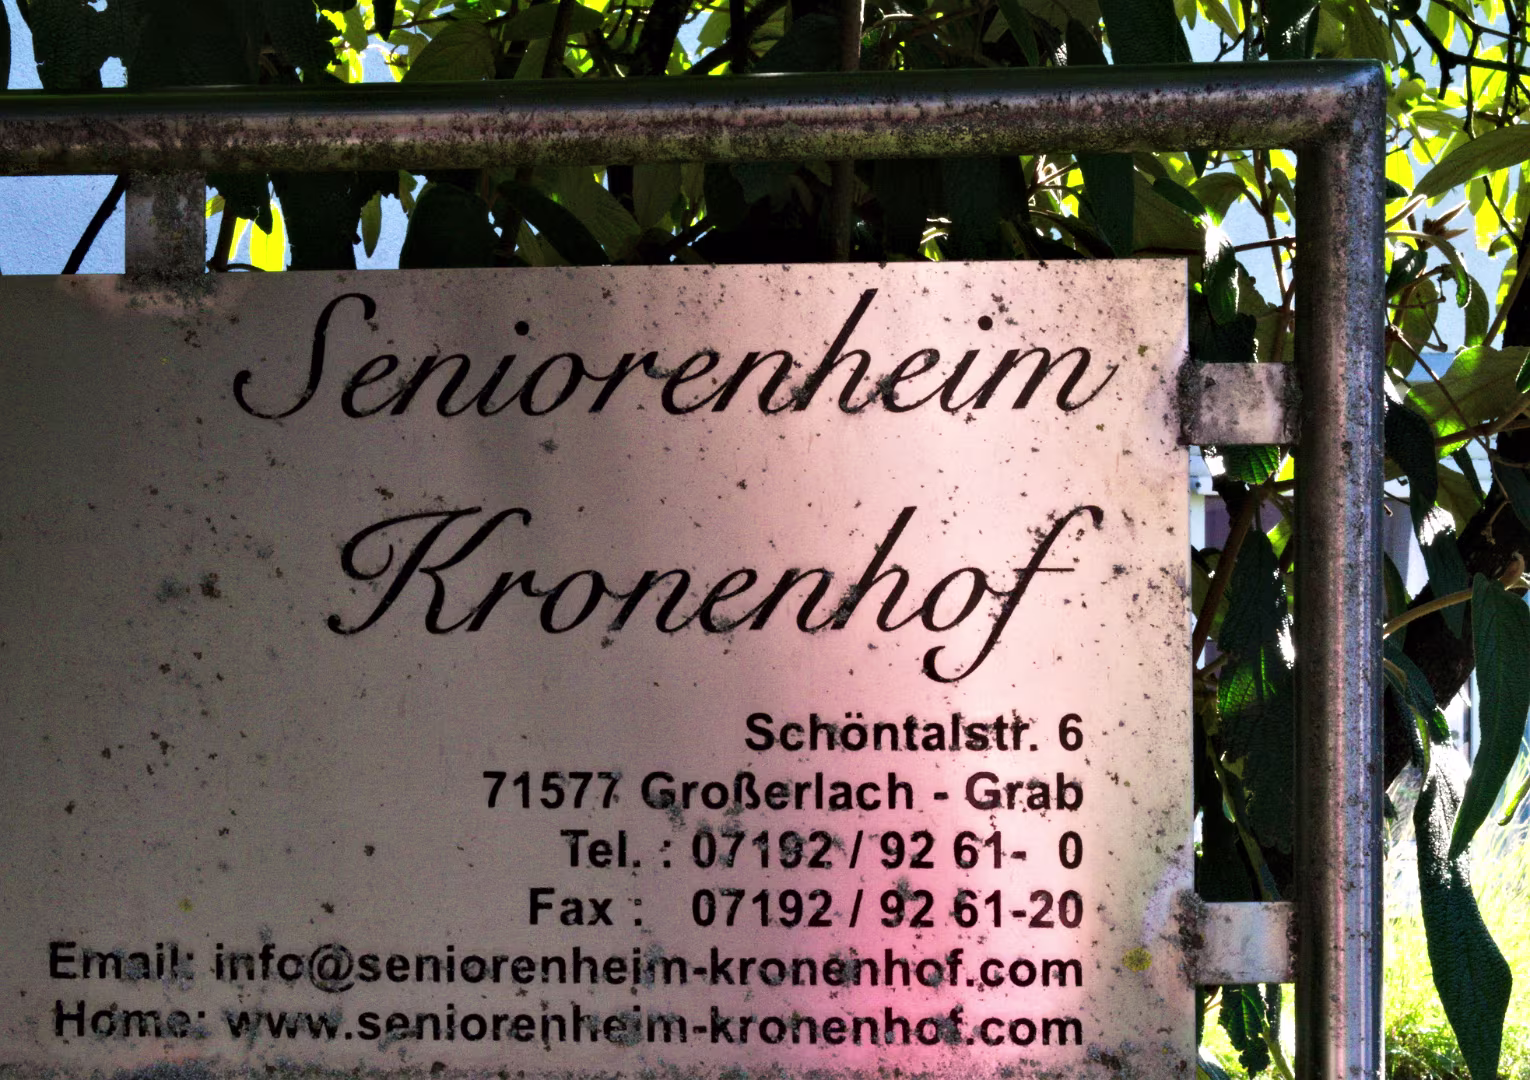 Seniorenheim
Kronenhof
Schöntalstr. 6
71577 Großerlach - Grab
Tel. : 07192 / 92 61- 0
Fax : 07192 / 92 61-20
Email: info@seniorenheim-kronenhof.com
Home: www.seniorenheim-kronenhof.com